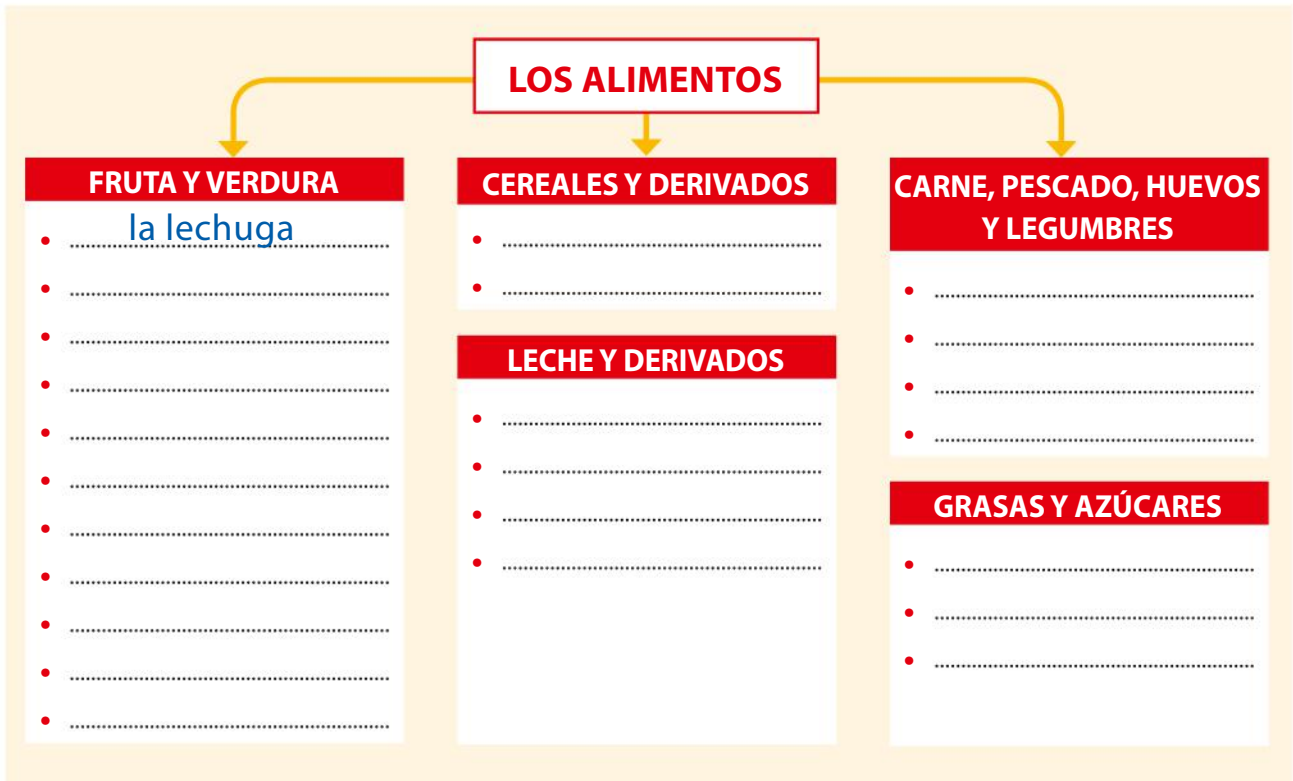 LOS ALIMENTOS
FRUTA Y VERDURA
la lechuga
CEREALES Y DERIVADOS
LECHE Y DERIVADOS
CARNE, PESCADO, HUEVOS
Y LEGUMBRES
GRASAS Y AZÚCARES